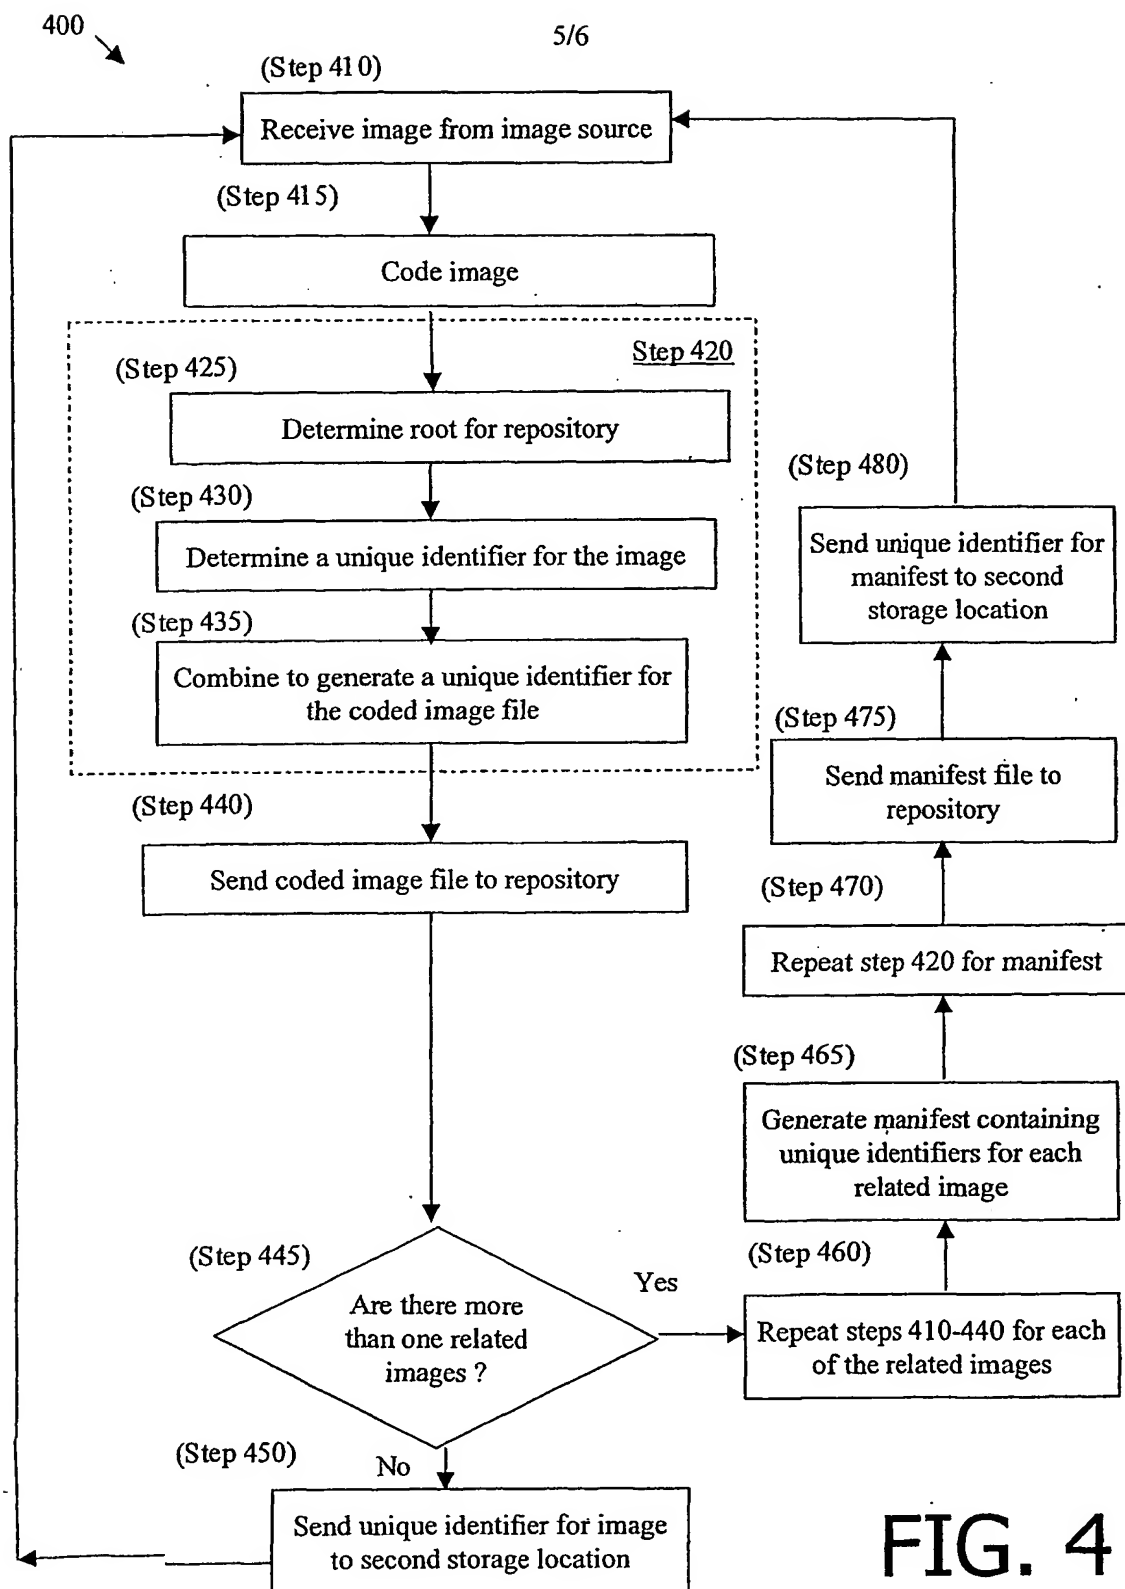 400
5/6
(Step 410)
Receive image from image source
(Step 415)
Code image
Step 420
(Step 425)
Determine root for repository
(Step 430)
Determine a unique identifier for the image
(Step 435)
Combine to generate a unique identifier for
the coded image file
(Step 440)
Send coded image file to repository
(Step 445)
Are there more
than one related
images ?
Yes
No
(Step 450)
Send unique identifier for image
to second storage location
(Step 460)
Repeat steps 410-440 for each
of the related images
(Step 465)
Generate manifest containing
unique identifiers for each
related image
(Step 470)
Repeat step 420 for manifest
(Step 475)
Send manifest file to
repository
(Step 480)
Send unique identifier for
manifest to second
storage location
FIG. 4